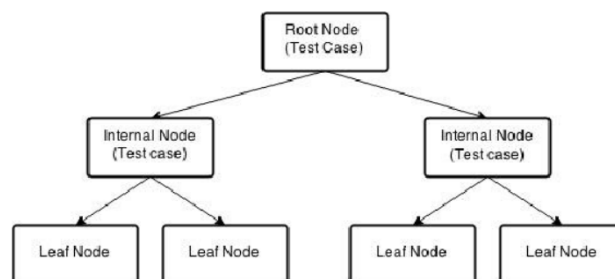 Root Node
(Test Case)
Internal Node
(Test case)
Internal Node
(Test case)
Leaf Node
Leaf Node
Leaf Node
Leaf Node